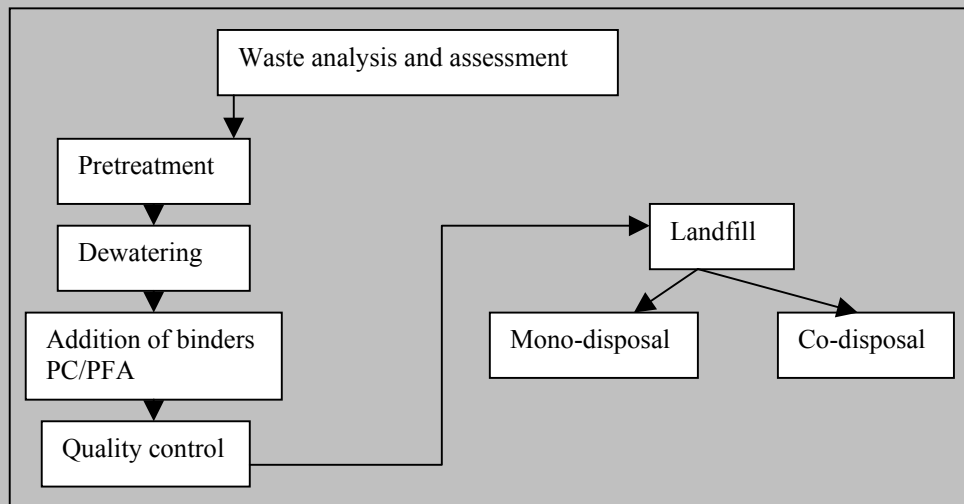 Waste analysis and assessment
Pretreatment
Dewatering
Addition of binders
PC/PFA
Quality control
Landfill
Mono-disposal
Co-disposal